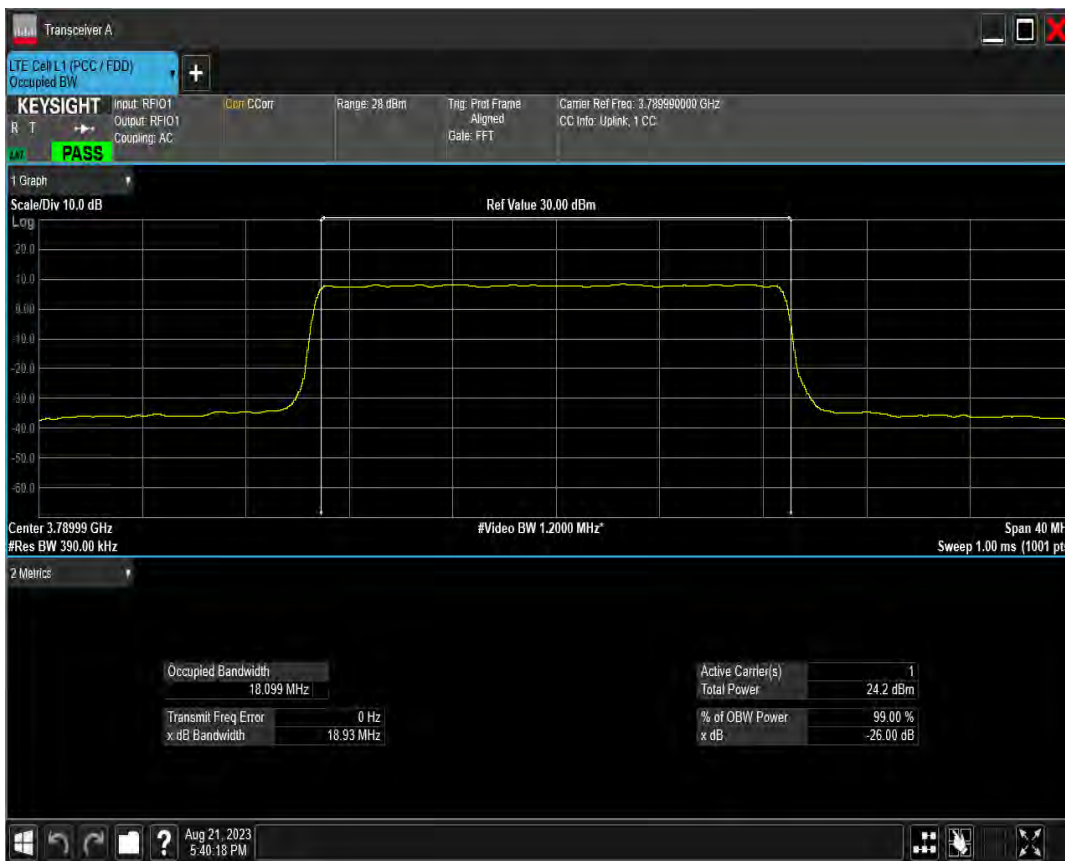 Transceiver A
LTE Cell L1 (PCC / FDD)
Occupied BW
KEYSIGHT
R T
PASS
Input: RFIO1
Output: RFIO1
Coupling: AC
Corr CCorr
Range: 28 dBm
Trig: Prot Frame
Aligned
Gate: FFT
Carrier Ref Freq: 3.789990000 GHz
CC Info: Uplink, 1 CC
1 Graph
Scale/Div 10.0 dB
Ref Value 30.00 dBm
Log
20.0
10.0
0.00
-10.0
-20.0
-30.0
-40.0
-50.0
-60.0
Center 3.78999 GHz
#Video BW 1.2000 MHz*
Span 40 MH
#Res BW 390.00 kHz
Sweep 1.00 ms (1001 pts
2 Metrics
Occupied Bandwidth
18.099 MHz
Transmit Freq Error 0 Hz
x dB Bandwidth 18.93 MHz
Active Carrier(s) 1
Total Power 24.2 dBm
% of OBW Power 99.00 %
x dB -26.00 dB
Aug 21, 2023
5:40:18 PM